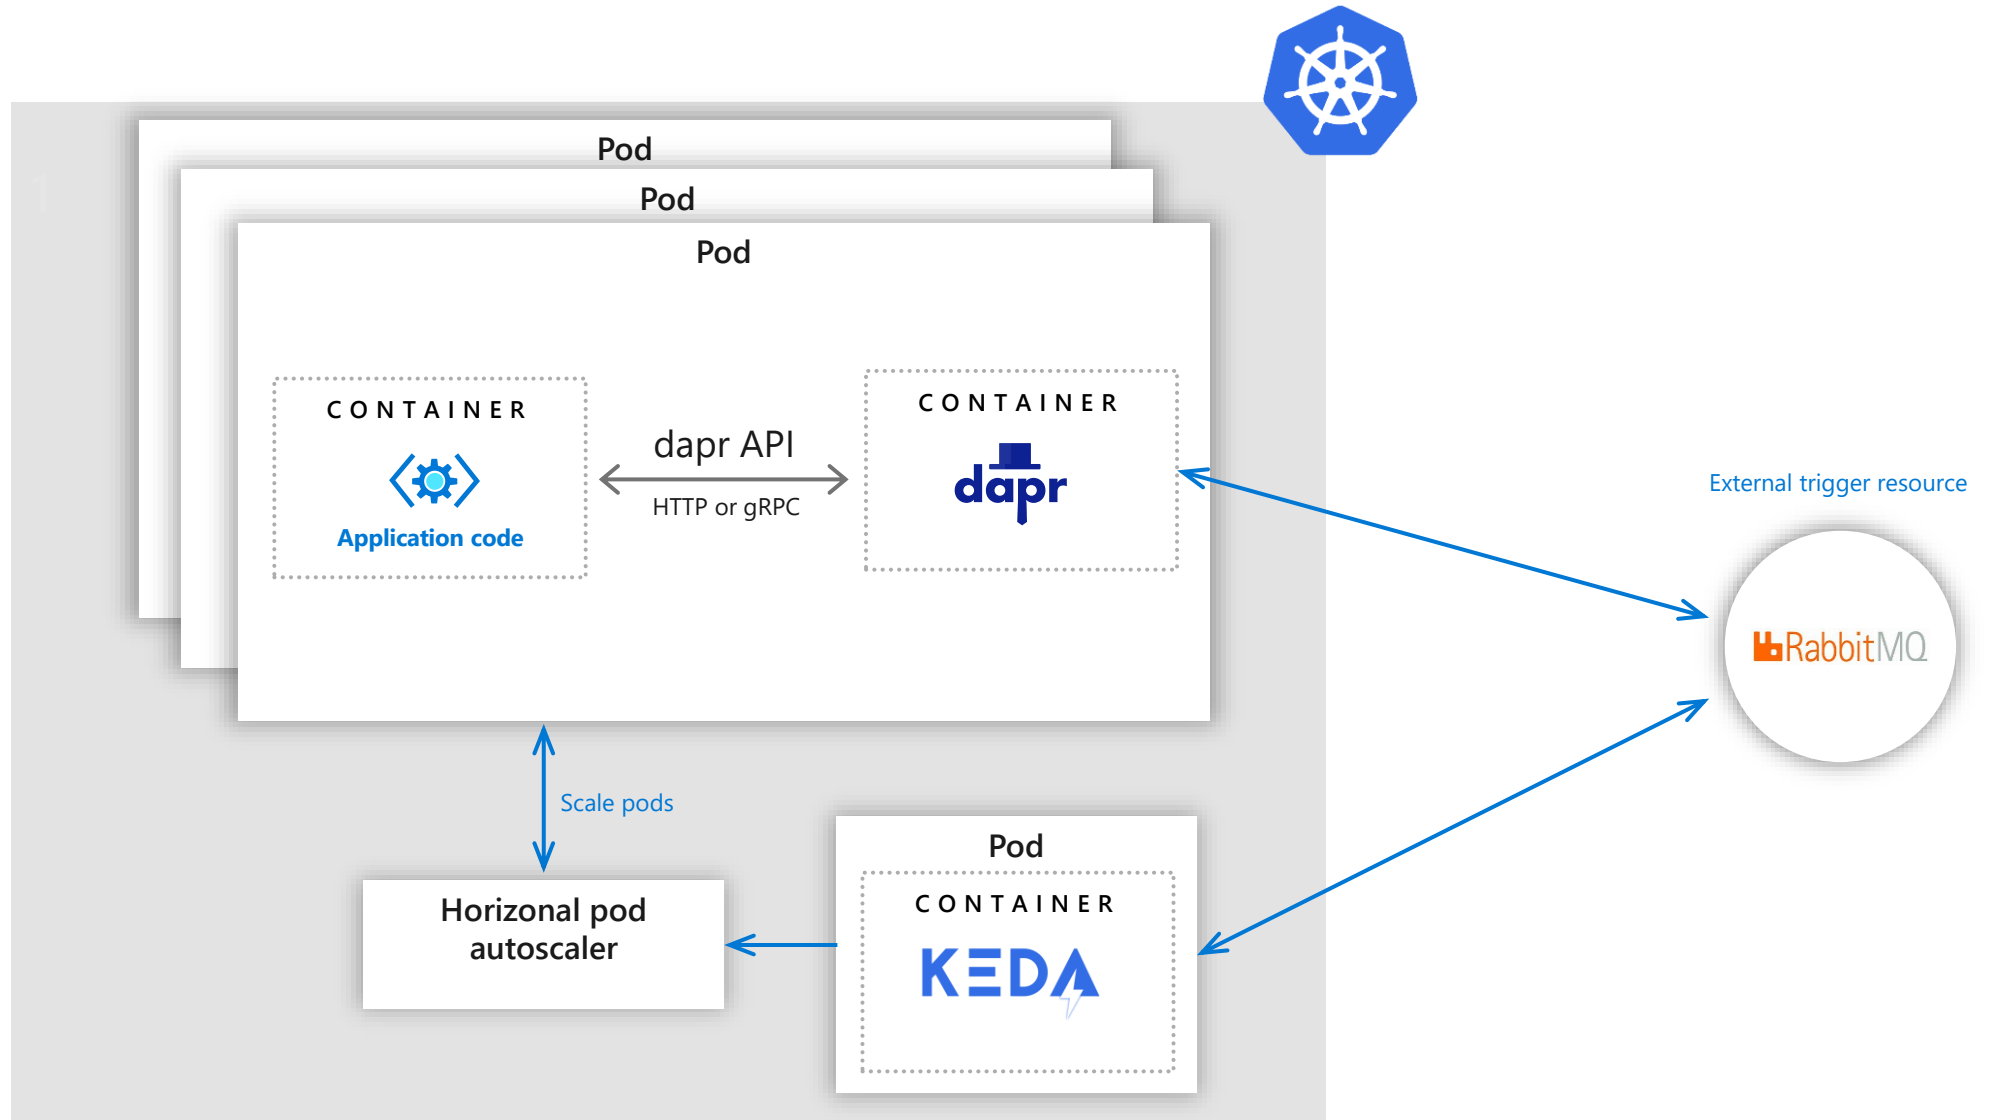 Pod
Pod
Pod
CONTAINER
Application code
dapr API
HTTP or gRPC
CONTAINER
dapr
External trigger resource
RabbitMQ
Scale pods
Horizonal pod
autoscaler
Pod
CONTAINER
KEDA